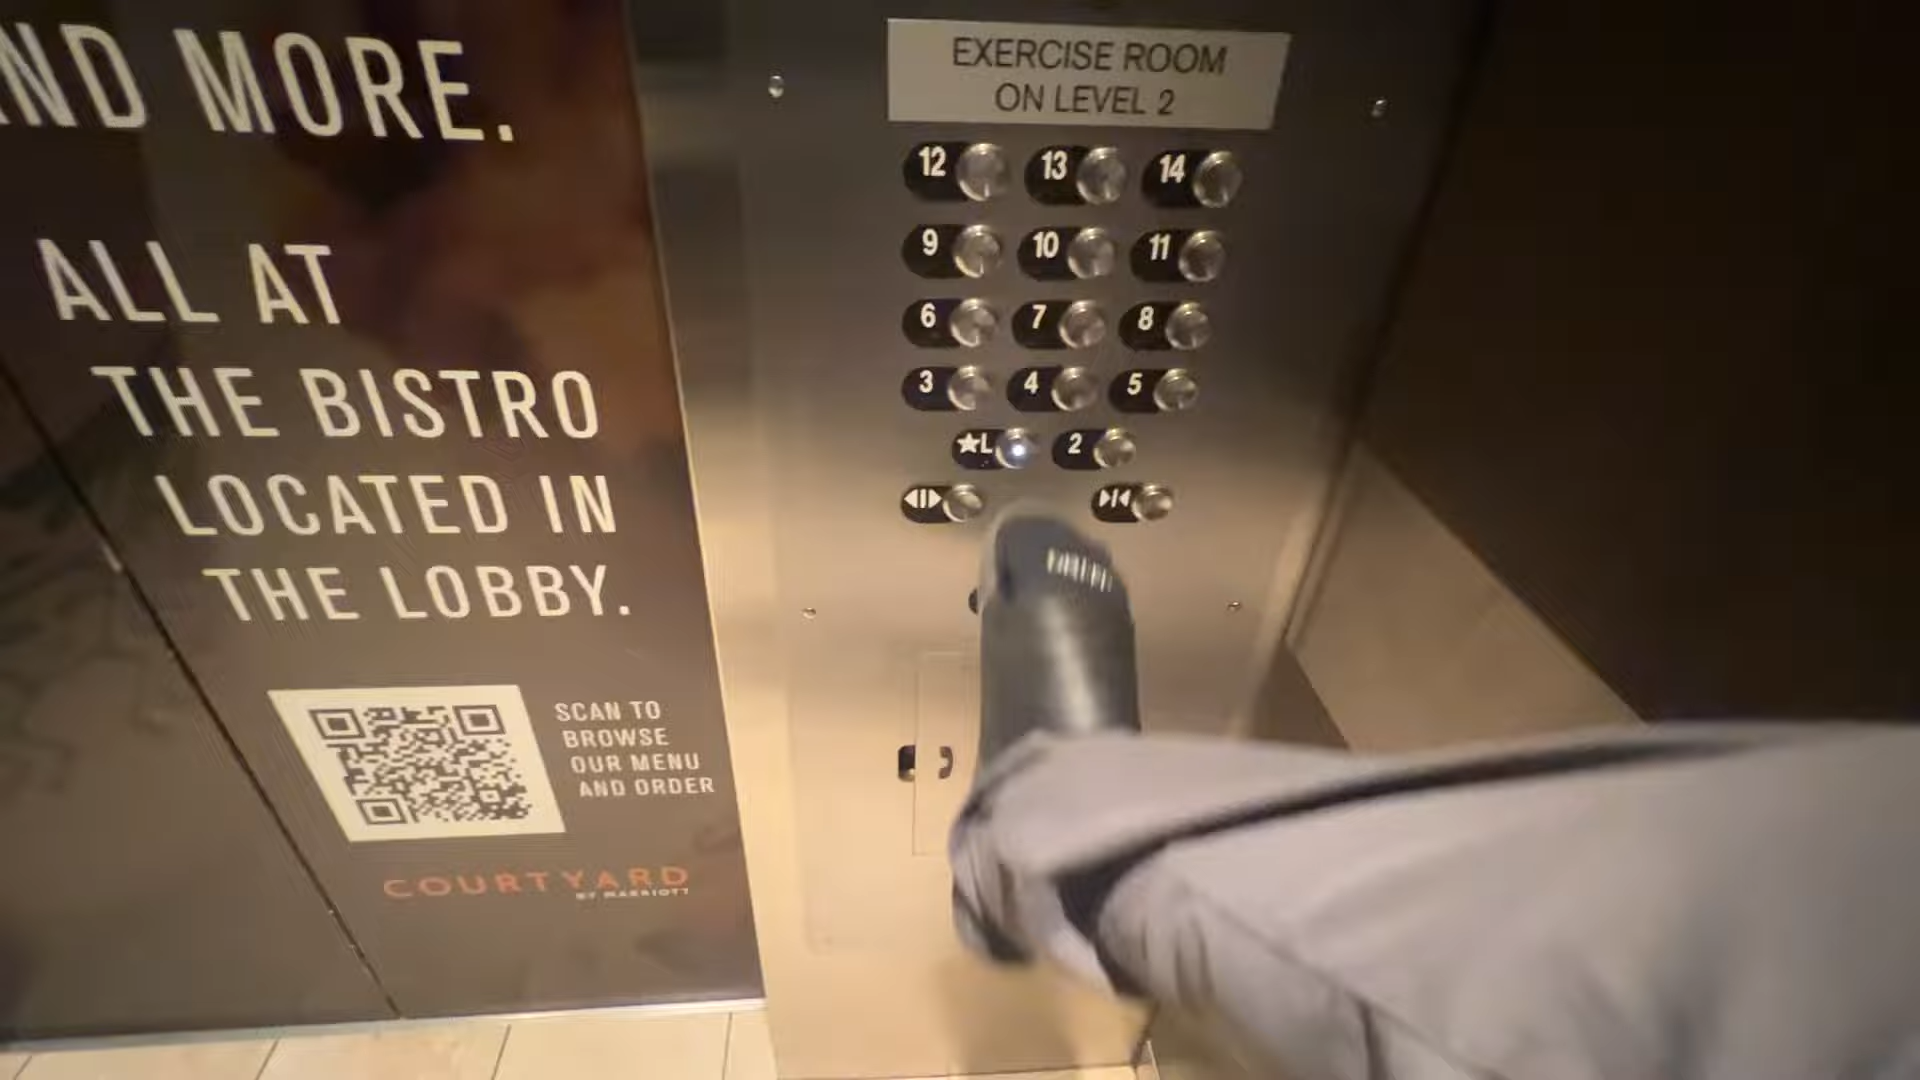 AND MORE.
ALL AT
THE BISTRO
LOCATED IN
THE LOBBY.
SCAN TO
BROWSE
OUR MENU
AND ORDER
COURTYARD
BY MARRIOTT
EXERCISE ROOM
ON LEVEL 2
12 13 14
9 10 11
6 7 8
3 4 5
★L 2